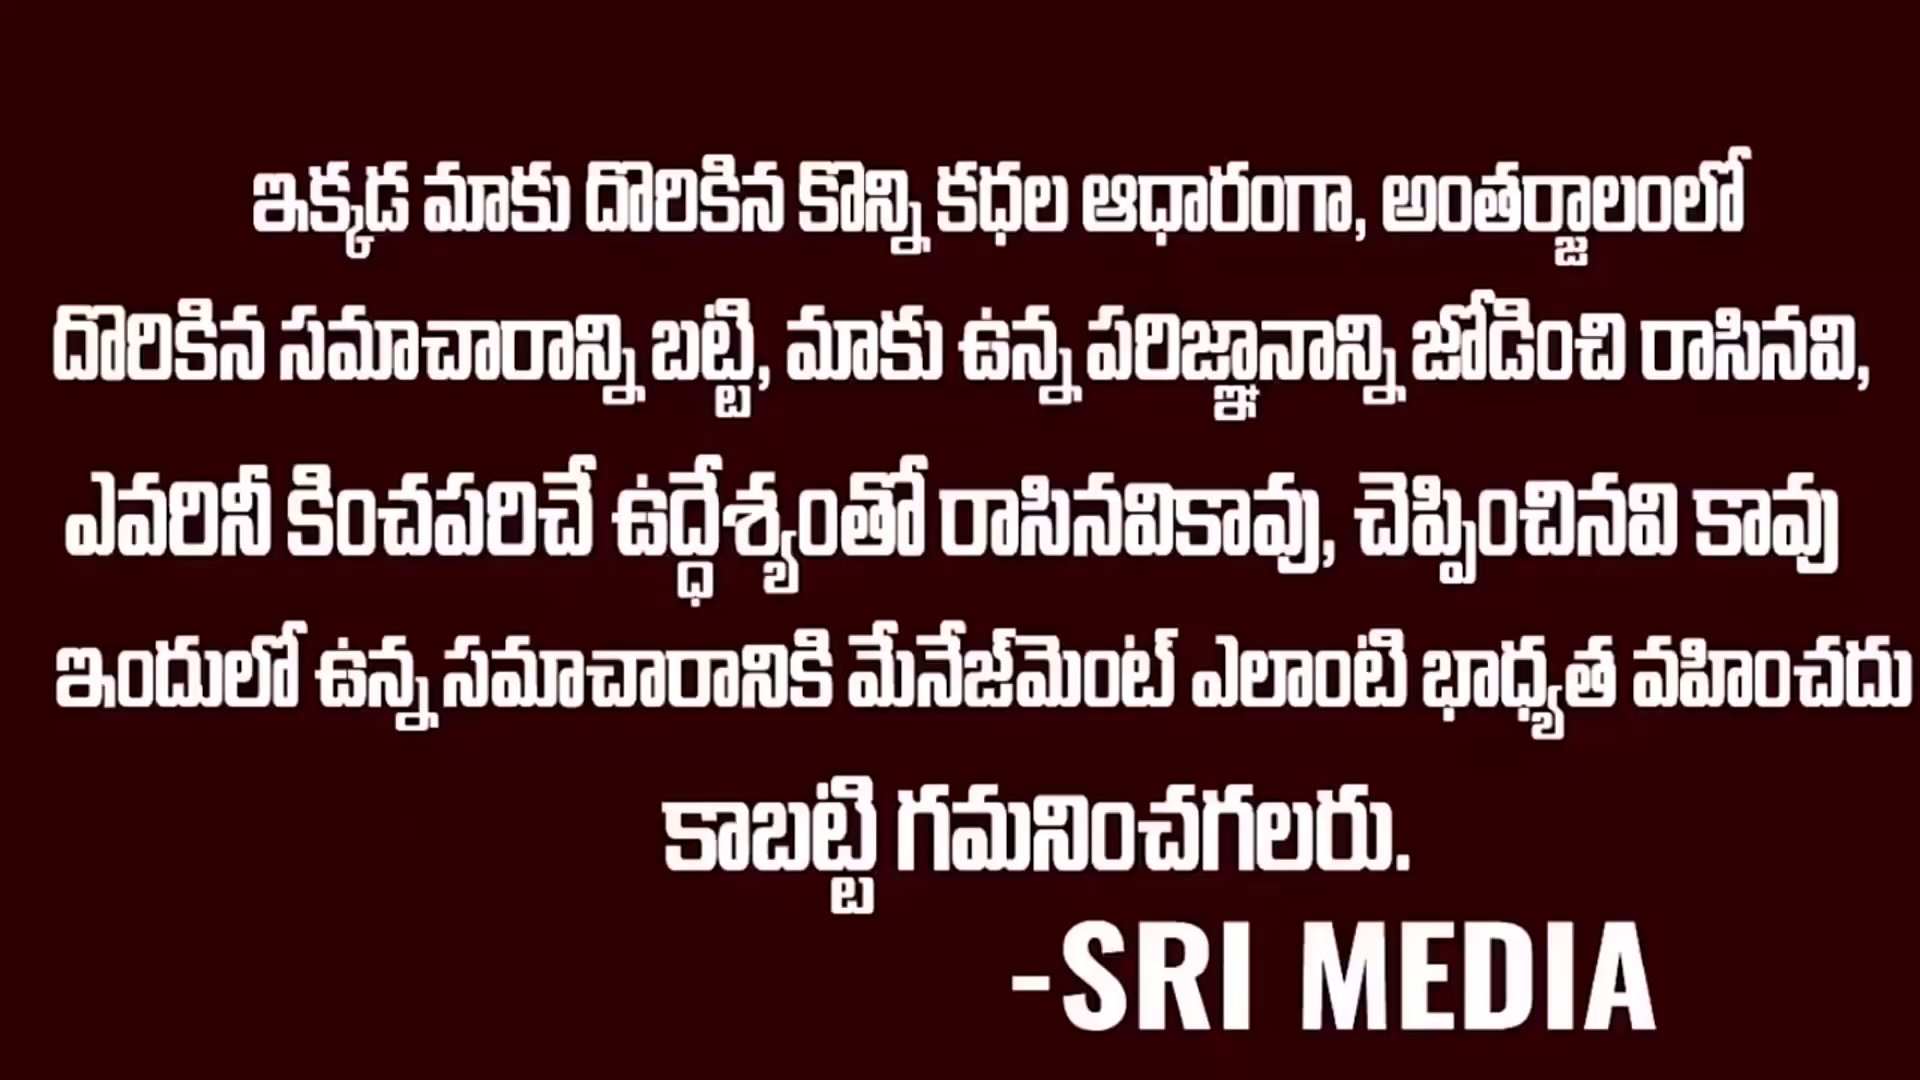 ఇక్కడ మాకు దొరికిన కొన్ని కధల ఆధారంగా, అంతర్జాలంలో
దొరికిన సమాచారాన్ని బట్టి, మాకు ఉన్న పరిజ్ఞానాన్ని జోడించి రాసినవి,
ఎవరినీ కించపరిచే ఉద్ధేశ్యంతో రాసినవికావు, చెప్పించినవి కావు
ఇందులో ఉన్న సమాచారానికి మేనేజ్‌మెంట్ ఎలాంటి భాధ్యత వహించదు
కాబట్టి గమనించగలరు.
-SRI MEDIA